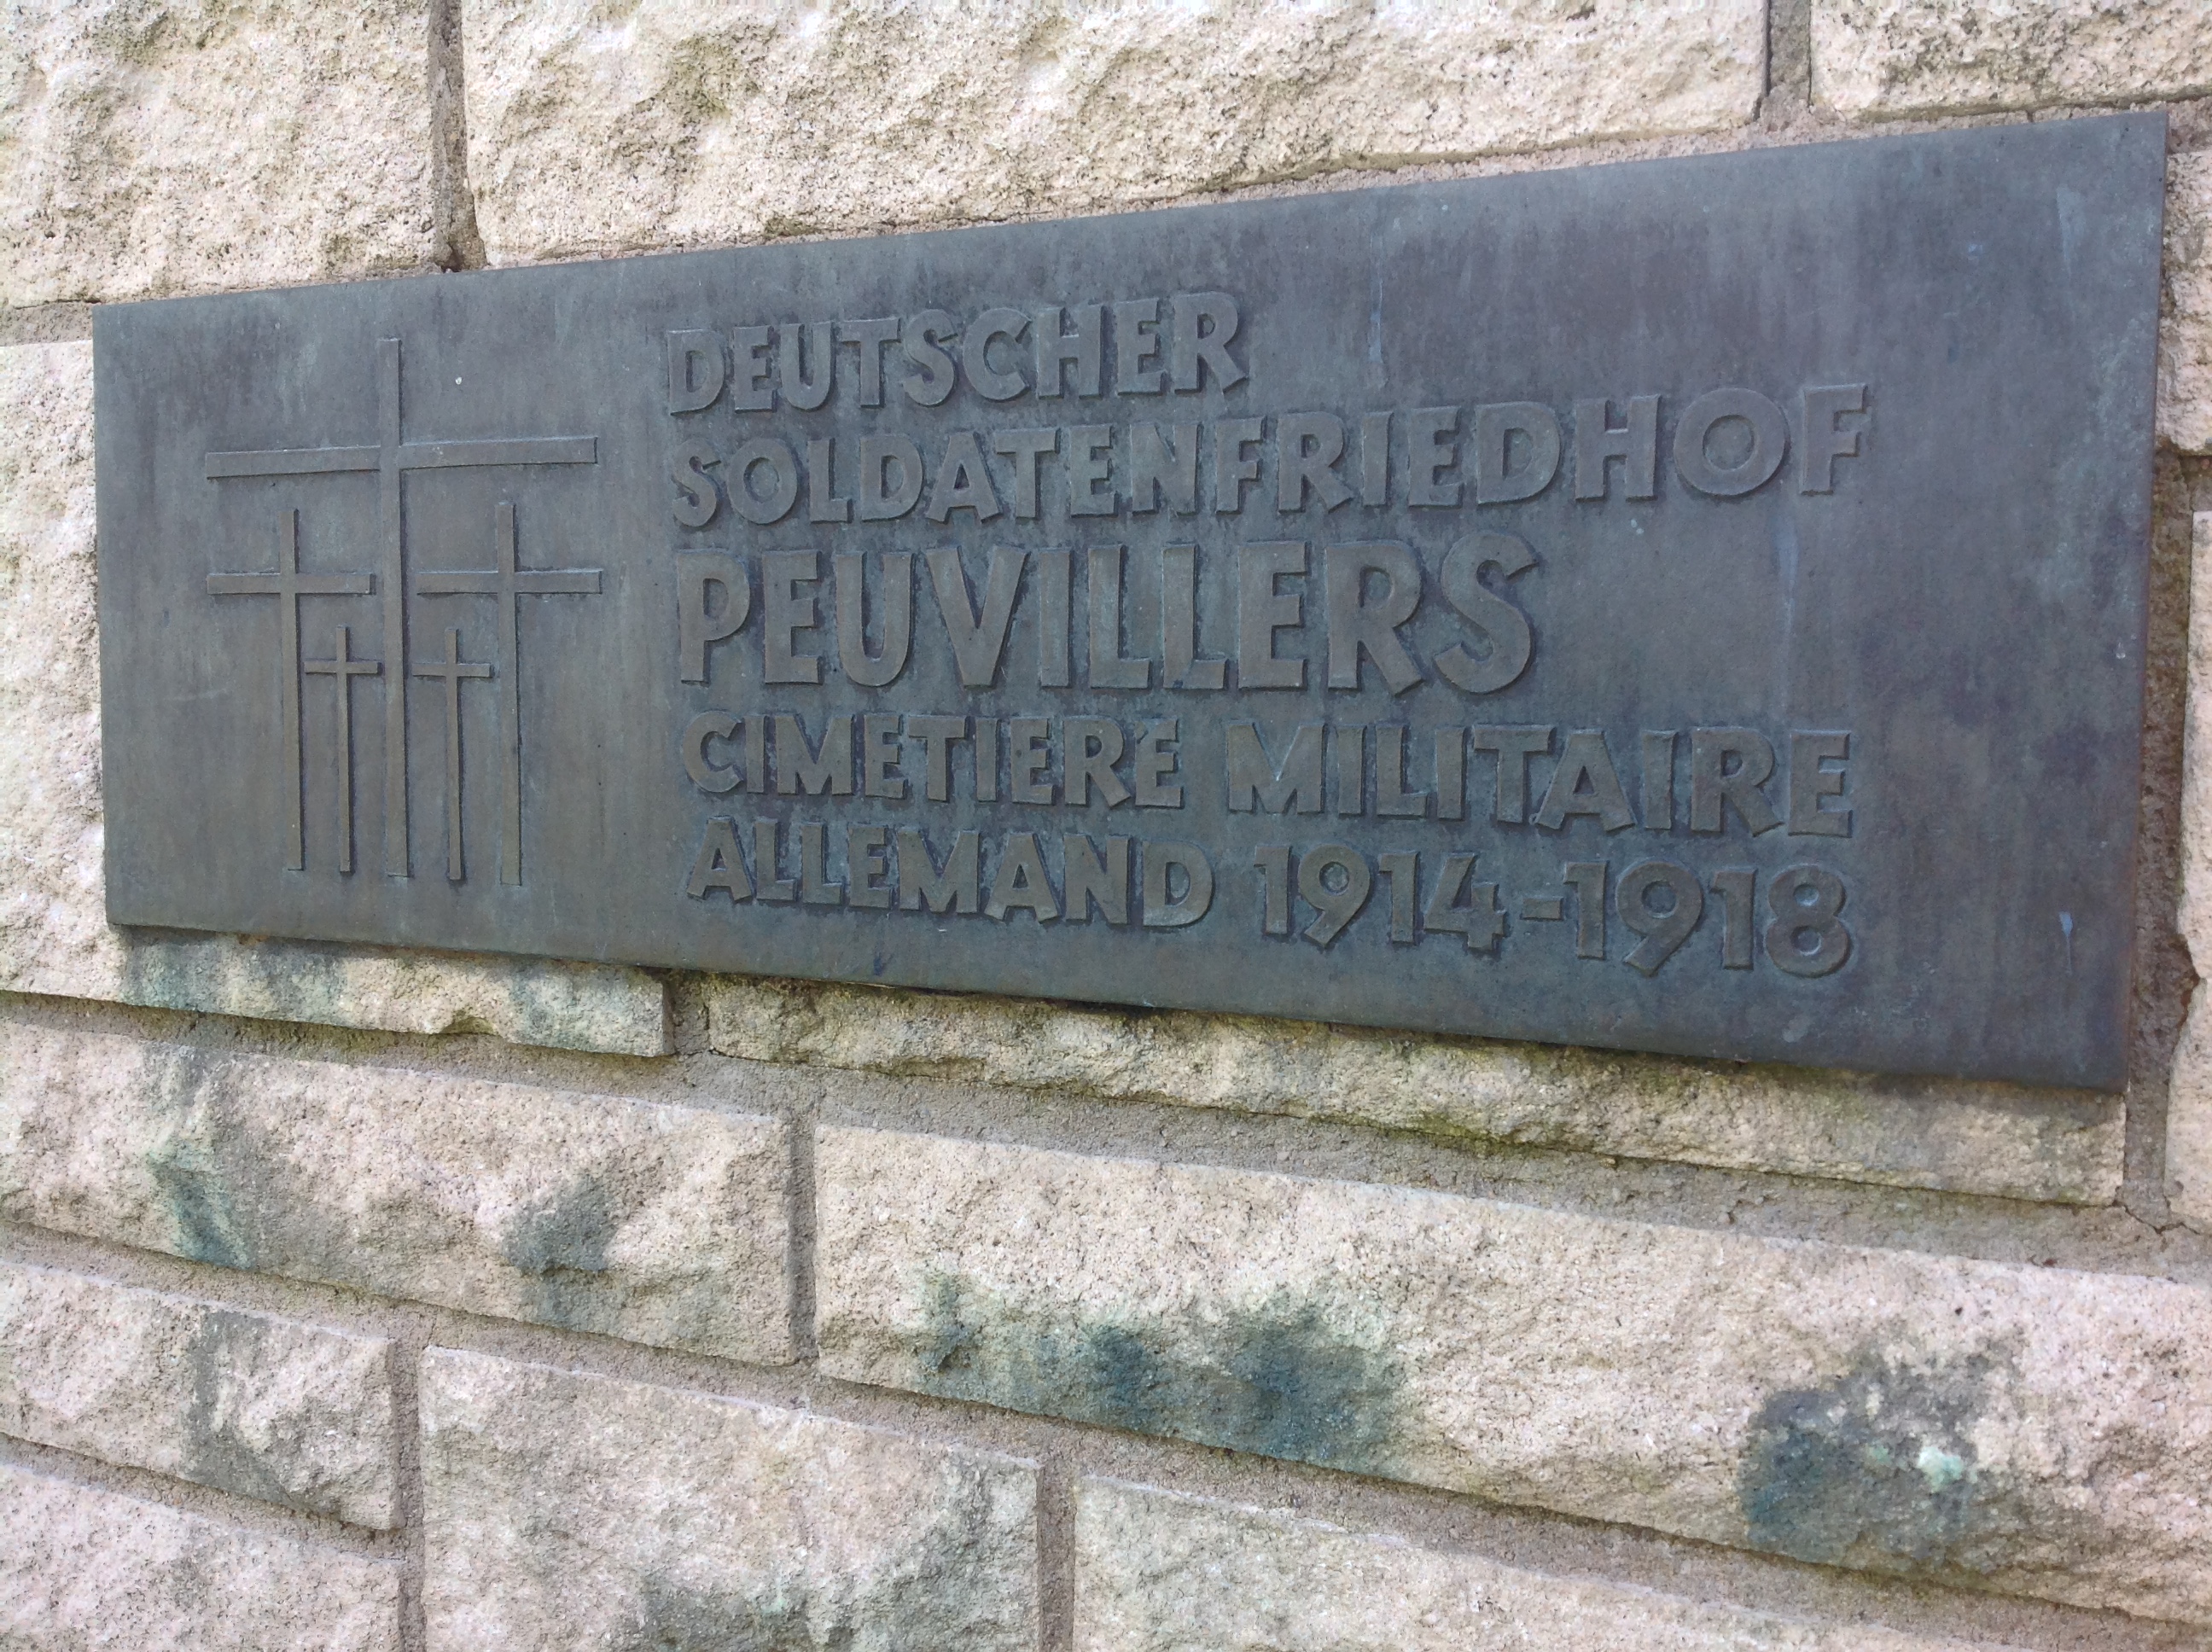 DEUTSCHER
SOLDATENFRIEDHOF
PEUVILLERS
CIMETIERE MILITAIRE
ALLEMAND 1914-1918